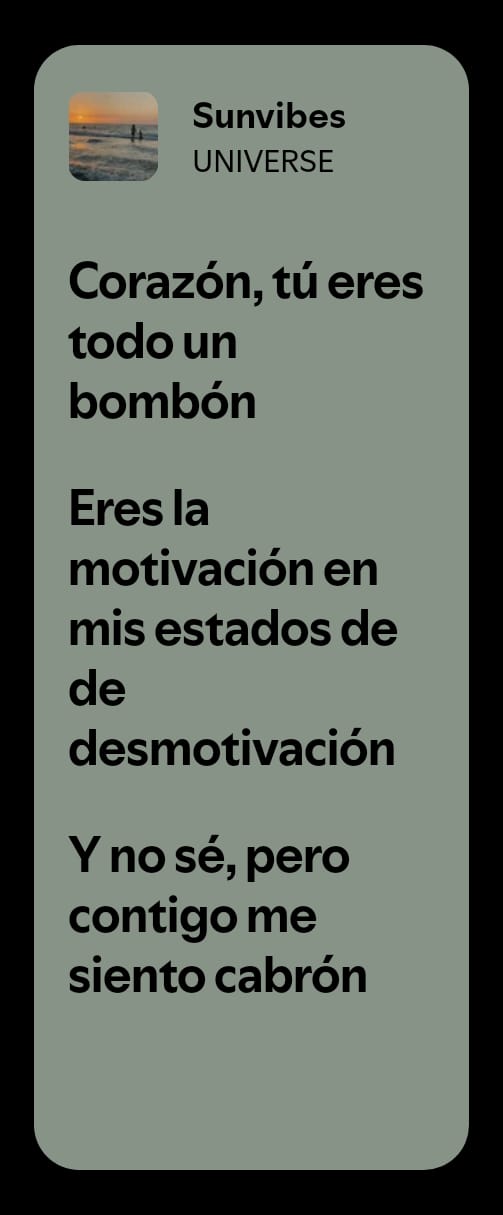 Sunvibes
UNIVERSE
Corazón, tú eres
todo un
bombón
Eres la
motivación en
mis estados de
de
desmotivación
Y no sé, pero
contigo me
siento cabrón